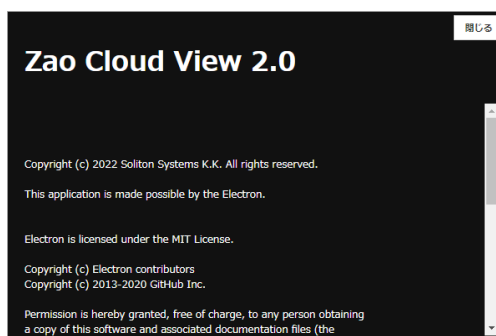 閉じる
Zao Cloud View 2.0
Copyright (c) 2022 Soliton Systems K.K. All rights reserved.
This application is made possible by the Electron.
Electron is licensed under the MIT License.
Copyright (c) Electron contributors
Copyright (c) 2013-2020 GitHub Inc.
Permission is hereby granted, free of charge, to any person obtaining
a copy of this software and associated documentation files (the